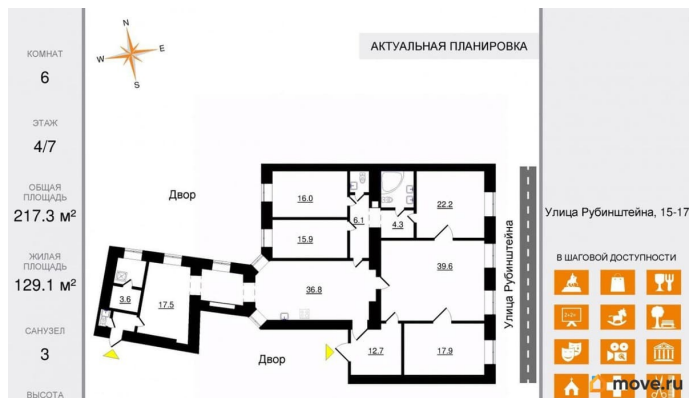 N
W
E
S
АКТУАЛЬНАЯ ПЛАНИРОВКА
КОМНАТ
6
ЭТАЖ
4/7
ОБЩАЯ
ПЛОЩАДЬ
217.3 м²
ЖИЛАЯ
ПЛОЩАДЬ
129.1 м²
САНУЗЕЛ
3
ВЫСОТА
Двор
16.0
6.1
4.3
22.2
15.9
36.8
39.6
3.6
17.5
12.7
17.9
Двор
Улица Рубинштейна
Улица Рубинштейна, 15-17
В ШАГОВОЙ ДОСТУПНОСТИ
move.ru